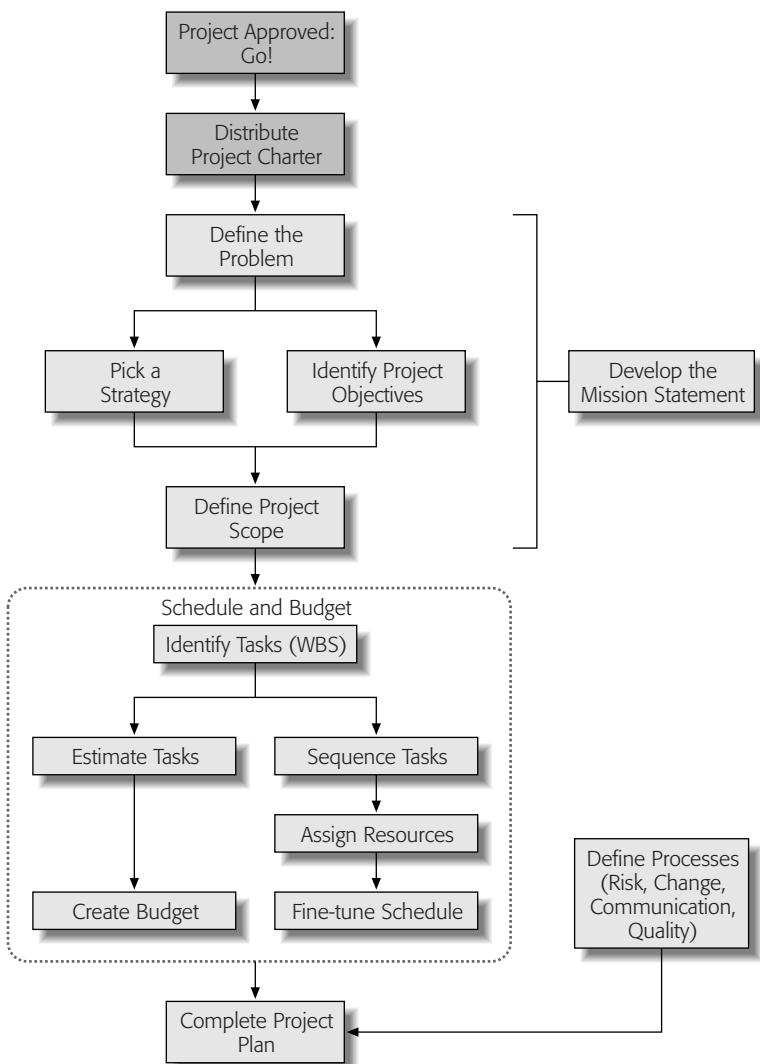 Project Approved:
Go!
Distribute
Project Charter
Define the
Problem
Pick a
Strategy
Identify Project
Objectives
Develop the
Mission Statement
Define Project
Scope
Schedule and Budget
Identify Tasks (WBS)
Estimate Tasks
Sequence Tasks
Assign Resources
Create Budget
Fine-tune Schedule
Define Processes
(Risk, Change,
Communication,
Quality)
Complete Project
Plan